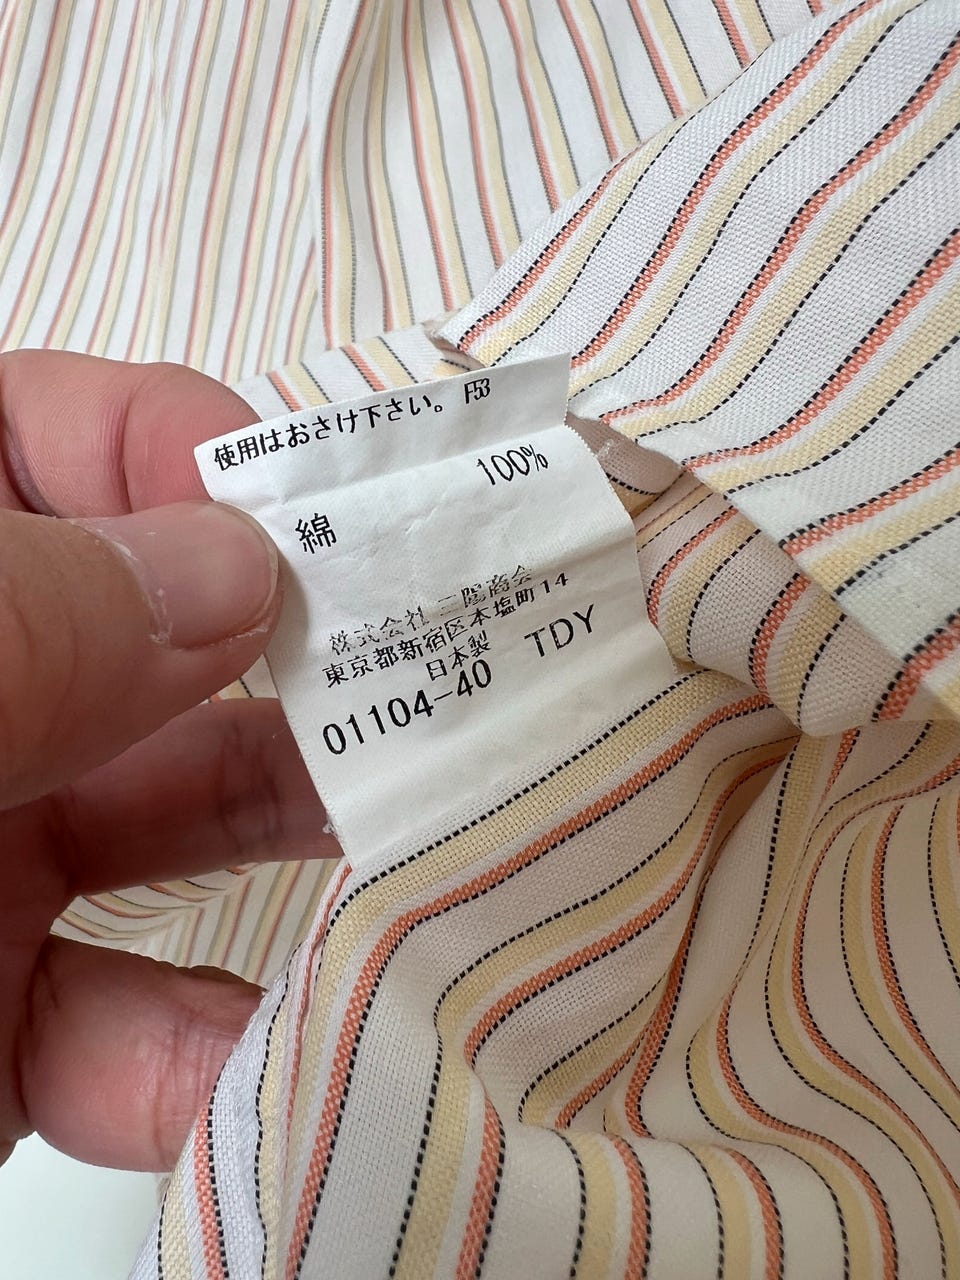 使用はおさけ下さい。 F53
100%
綿
株式会社 三陽商会
東京都新宿区本塩町14
日本製
01104-40 TDY